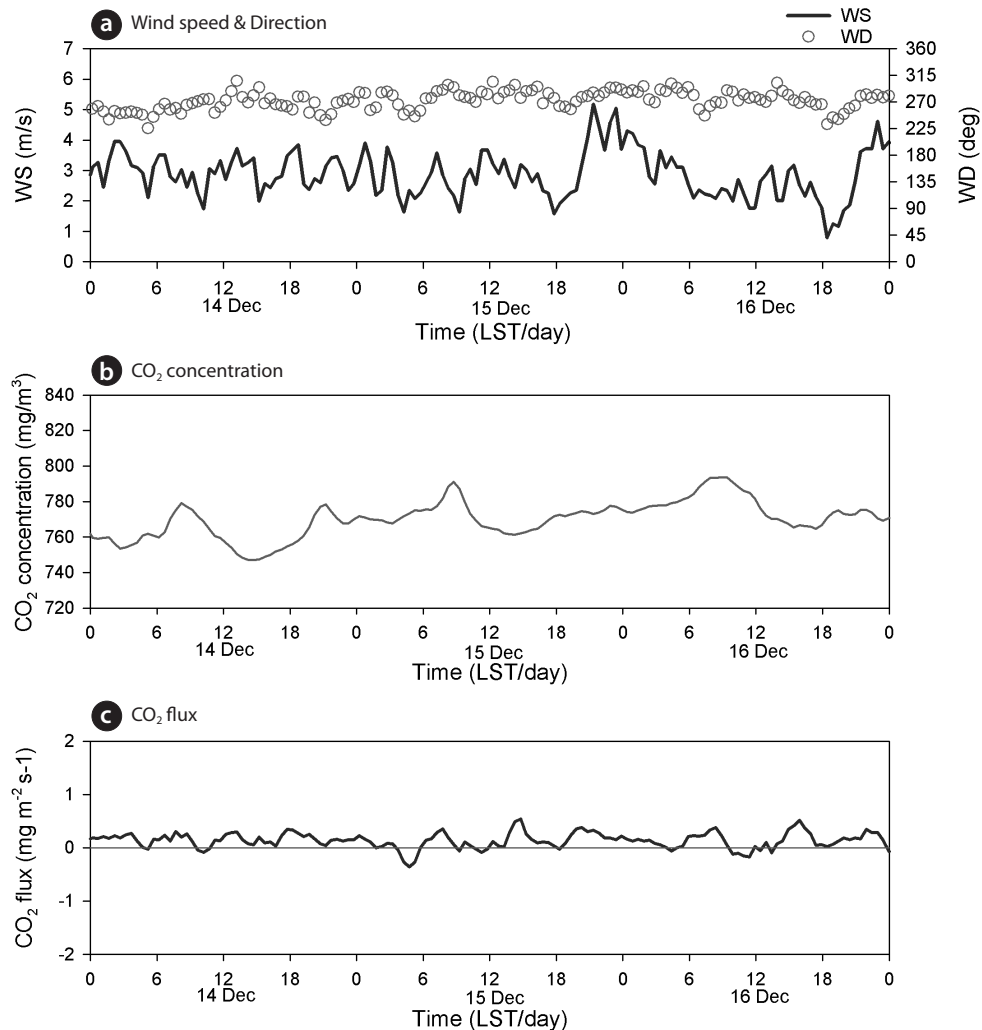 a Wind speed & Direction
WS
WD
7 6 5 4 3 2 1 0
WS (m/s)
360 315 270 225 180 135 90 45 0
WD (deg)
0 6 12 18 0 6 12 18 0 6 12 18 0
14 Dec 15 Dec 16 Dec
Time (LST/day)
b CO₂ concentration
840 820 800 780 760 740 720
CO₂ concentration (mg/m³)
0 6 12 18 0 6 12 18 0 6 12 18 0
14 Dec 15 Dec 16 Dec
Time (LST/day)
c CO₂ flux
2 1 0 -1 -2
CO₂ flux (mg m⁻² s-1)
0 6 12 18 0 6 12 18 0 6 12 18 0
14 Dec 15 Dec 16 Dec
Time (LST/day)